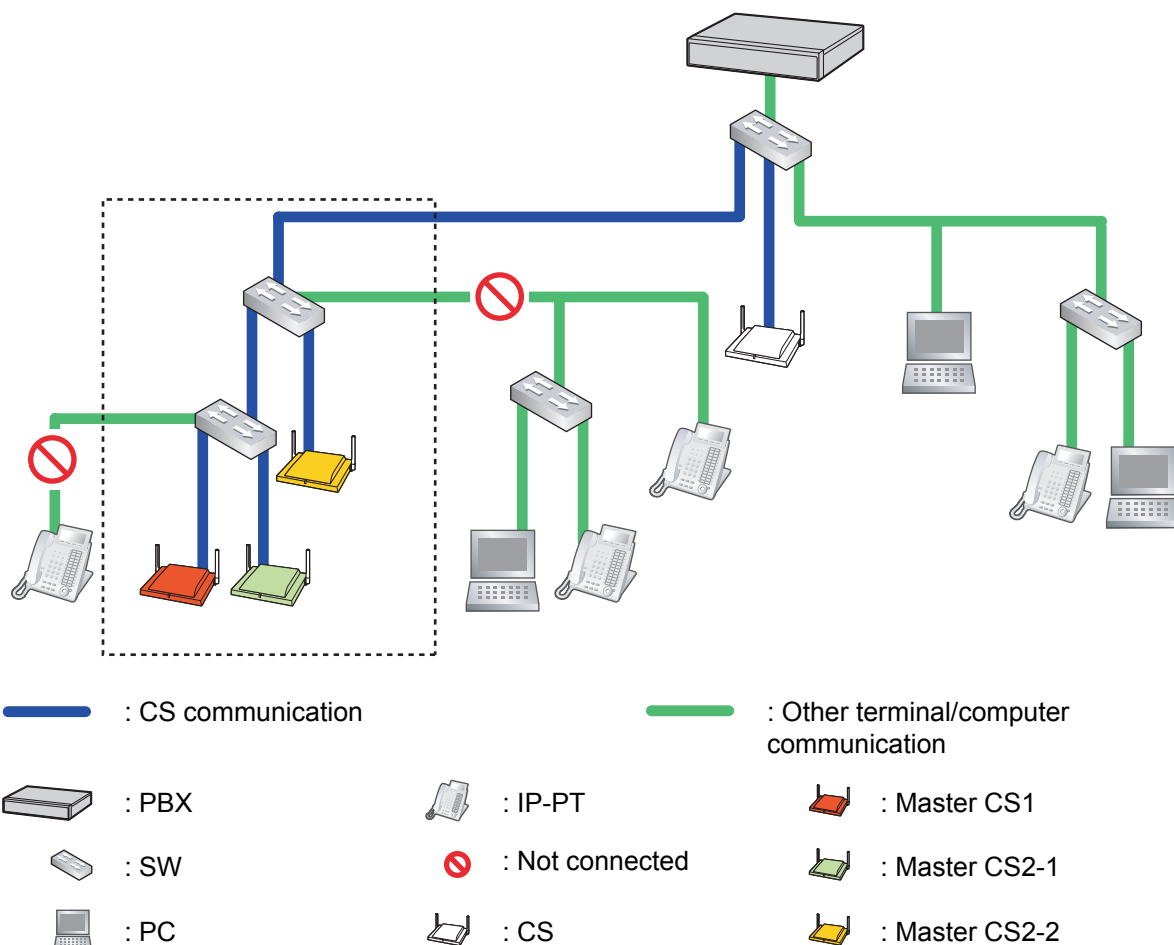 : CS communication
: Other terminal/computer
communication
: PBX
: IP-PT
: Master CS1
: SW
: Not connected
: Master CS2-1
: PC
: CS
: Master CS2-2